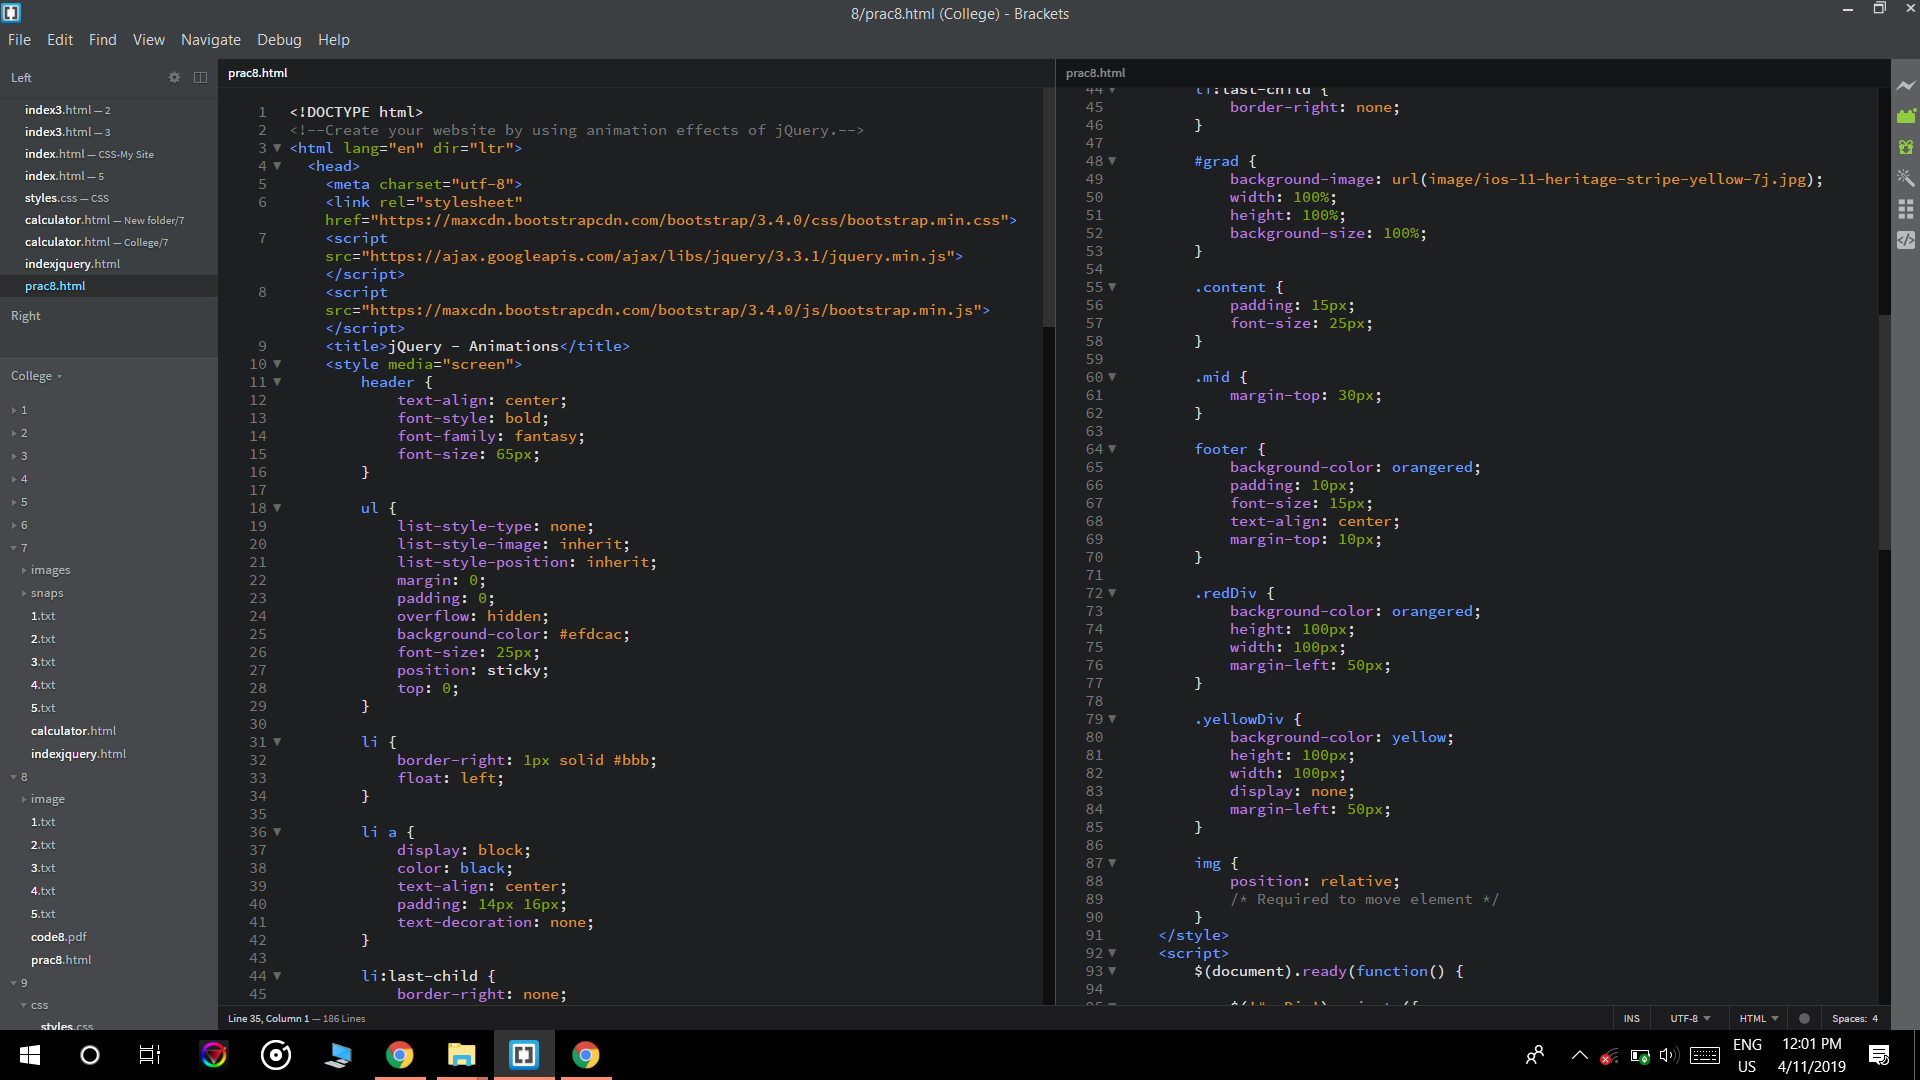 8/prac8.html (College) - Brackets
File Edit Find View Navigate Debug Help
Left
index3.html — 2
index3.html — 3
index.html — CSS-My Site
index.html — 5
styles.css — CSS
calculator.html — New folder/7
calculator.html — College/7
indexjquery.html
prac8.html
Right
College
1
2
3
4
5
6
7
images
snaps
1.txt
2.txt
3.txt
4.txt
5.txt
calculator.html
indexjquery.html
8
image
1.txt
2.txt
3.txt
4.txt
5.txt
code8.pdf
prac8.html
9
css
styles.css
prac8.html
1 <!DOCTYPE html>
2 <!--Create your website by using animation effects of jQuery.-->
3 <html lang="en" dir="ltr">
4 <head>
5 <meta charset="utf-8">
6 <link rel="stylesheet"
href="https://maxcdn.bootstrapcdn.com/bootstrap/3.4.0/css/bootstrap.min.css">
7 <script
src="https://ajax.googleapis.com/ajax/libs/jquery/3.3.1/jquery.min.js">
</script>
8 <script
src="https://maxcdn.bootstrapcdn.com/bootstrap/3.4.0/js/bootstrap.min.js">
</script>
9 <title>jQuery - Animations</title>
10 <style media="screen">
11 header {
12 text-align: center;
13 font-style: bold;
14 font-family: fantasy;
15 font-size: 65px;
16 }
17
18 ul {
19 list-style-type: none;
20 list-style-image: inherit;
21 list-style-position: inherit;
22 margin: 0;
23 padding: 0;
24 overflow: hidden;
25 background-color: #efdcac;
26 font-size: 25px;
27 position: sticky;
28 top: 0;
29 }
30
31 li {
32 border-right: 1px solid #bbb;
33 float: left;
34 }
35
36 li a {
37 display: block;
38 color: black;
39 text-align: center;
40 padding: 14px 16px;
41 text-decoration: none;
42 }
43
44 li:last-child {
45 border-right: none;
prac8.html
44 li:last-child {
45 border-right: none;
46 }
47
48 #grad {
49 background-image: url(image/ios-11-heritage-stripe-yellow-7j.jpg);
50 width: 100%;
51 height: 100%;
52 background-size: 100%;
53 }
54
55 .content {
56 padding: 15px;
57 font-size: 25px;
58 }
59
60 .mid {
61 margin-top: 30px;
62 }
63
64 footer {
65 background-color: orangered;
66 padding: 10px;
67 font-size: 15px;
68 text-align: center;
69 margin-top: 10px;
70 }
71
72 .redDiv {
73 background-color: orangered;
74 height: 100px;
75 width: 100px;
76 margin-left: 50px;
77 }
78
79 .yellowDiv {
80 background-color: yellow;
81 height: 100px;
82 width: 100px;
83 display: none;
84 margin-left: 50px;
85 }
86
87 img {
88 position: relative;
89 /* Required to move element */
90 }
91 </style>
92 <script>
93 $(document).ready(function() {
94
Line 35, Column 1 — 186 Lines
INS UTF-8 HTML Spaces: 4
ENG
US
12:01 PM
4/11/2019